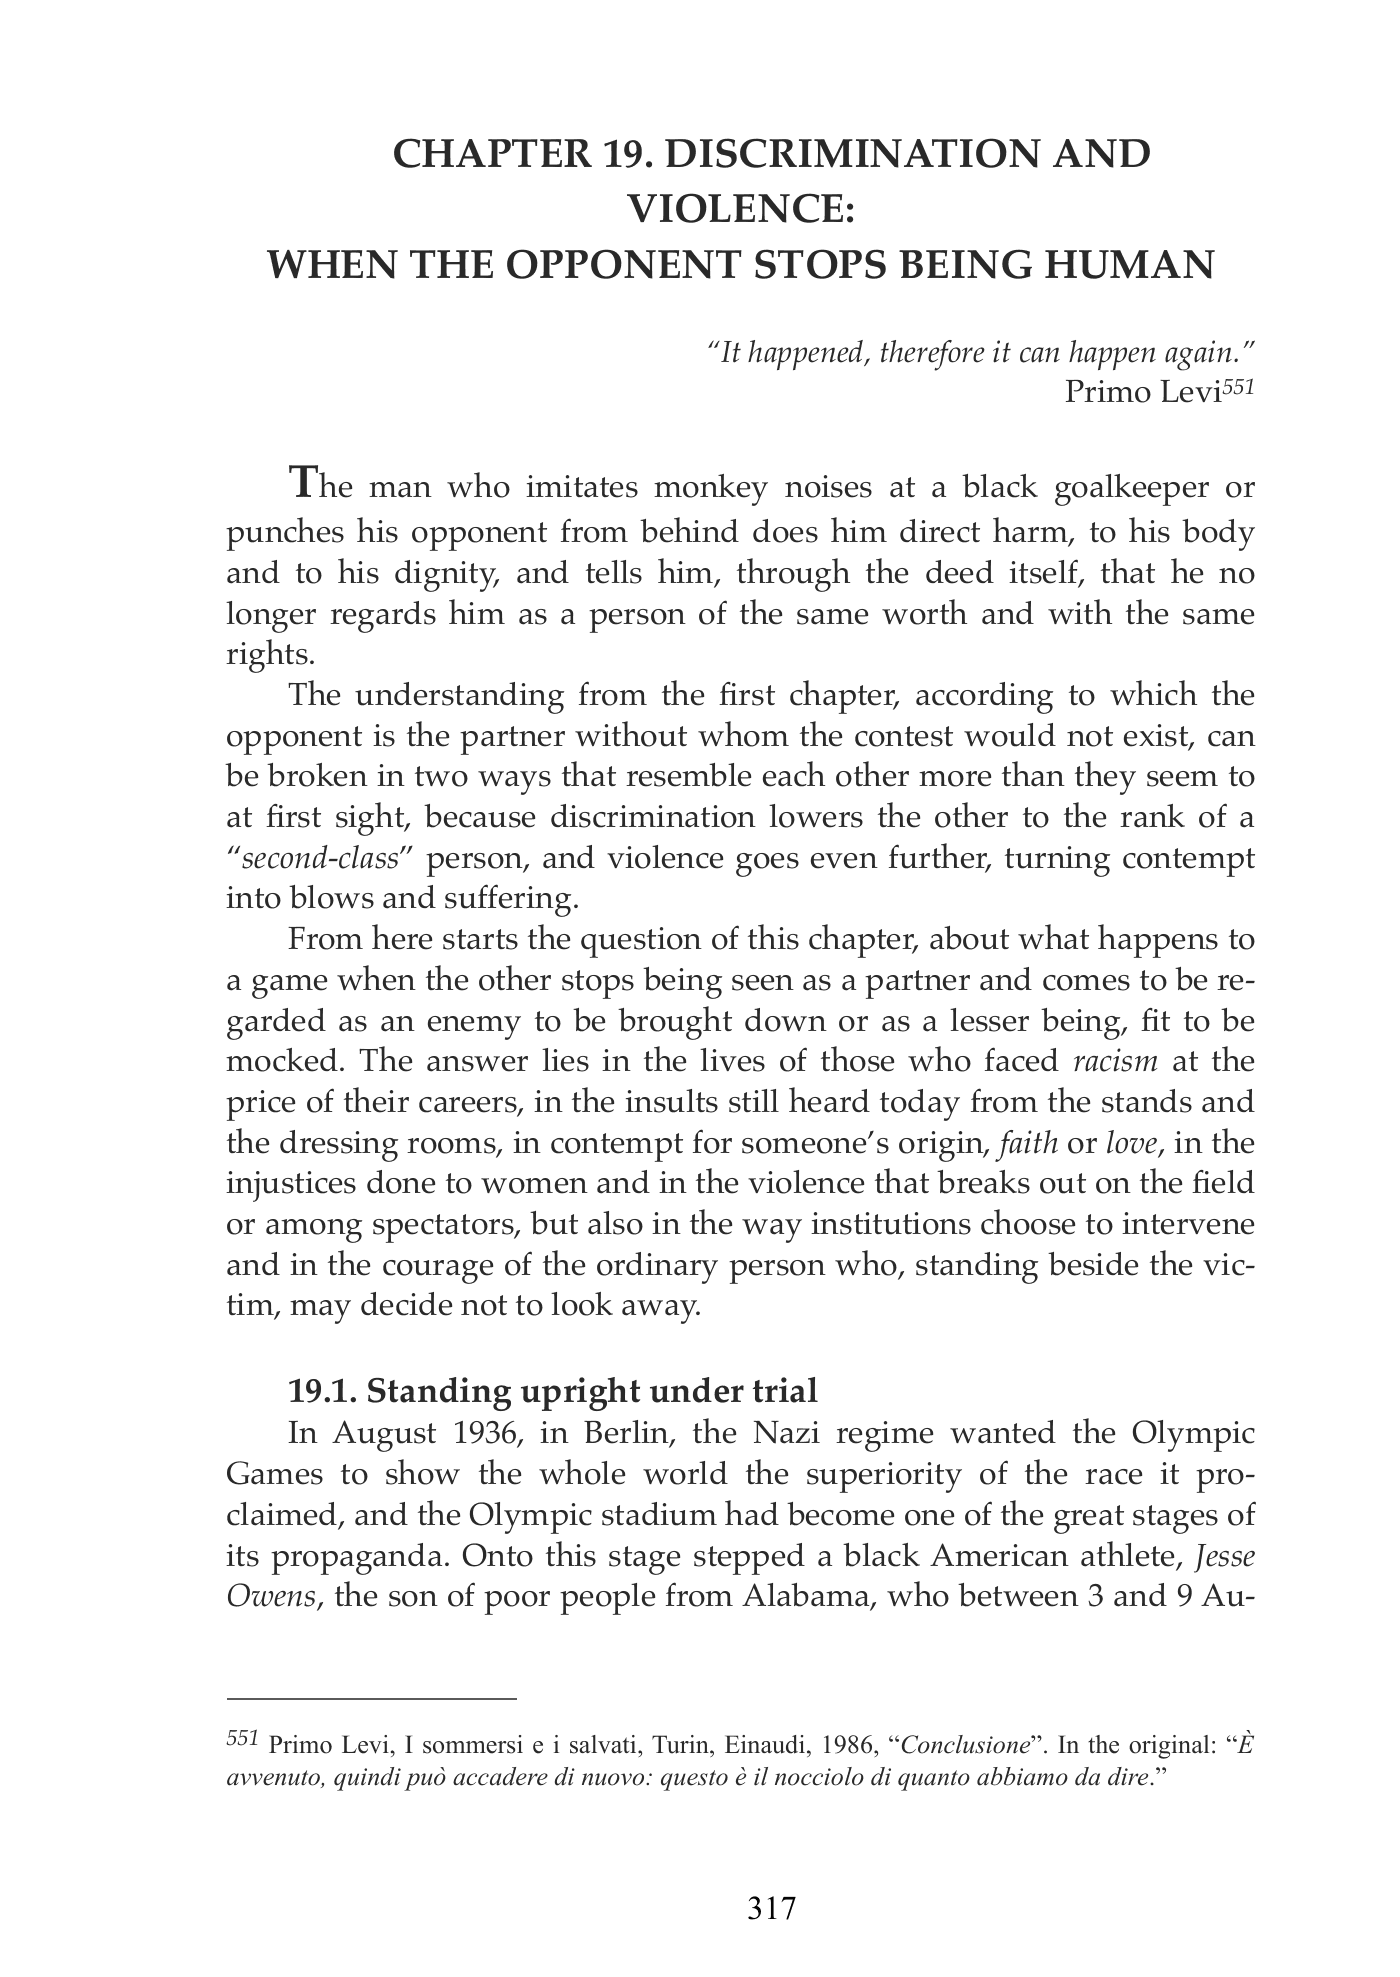 CHAPTER 19. DISCRIMINATION AND
VIOLENCE:
WHEN THE OPPONENT STOPS BEING HUMAN
“It happened, therefore it can happen again.”
Primo Levi551
The man who imitates monkey noises at a black goalkeeper or
punches his opponent from behind does him direct harm, to his body
and to his dignity, and tells him, through the deed itself, that he no
longer regards him as a person of the same worth and with the same
rights.
The understanding from the first chapter, according to which the
opponent is the partner without whom the contest would not exist, can
be broken in two ways that resemble each other more than they seem to
at first sight, because discrimination lowers the other to the rank of a
“second-class” person, and violence goes even further, turning contempt
into blows and suffering.
From here starts the question of this chapter, about what happens to
a game when the other stops being seen as a partner and comes to be re-
garded as an enemy to be brought down or as a lesser being, fit to be
mocked. The answer lies in the lives of those who faced racism at the
price of their careers, in the insults still heard today from the stands and
the dressing rooms, in contempt for someone’s origin, faith or love, in the
injustices done to women and in the violence that breaks out on the field
or among spectators, but also in the way institutions choose to intervene
and in the courage of the ordinary person who, standing beside the vic-
tim, may decide not to look away.
19.1. Standing upright under trial
In August 1936, in Berlin, the Nazi regime wanted the Olympic
Games to show the whole world the superiority of the race it pro-
claimed, and the Olympic stadium had become one of the great stages of
its propaganda. Onto this stage stepped a black American athlete, Jesse
Owens, the son of poor people from Alabama, who between 3 and 9 Au-
551 Primo Levi, I sommersi e i salvati, Turin, Einaudi, 1986, “Conclusione”. In the original: “È
avvenuto, quindi può accadere di nuovo: questo è il nocciolo di quanto abbiamo da dire.”
317